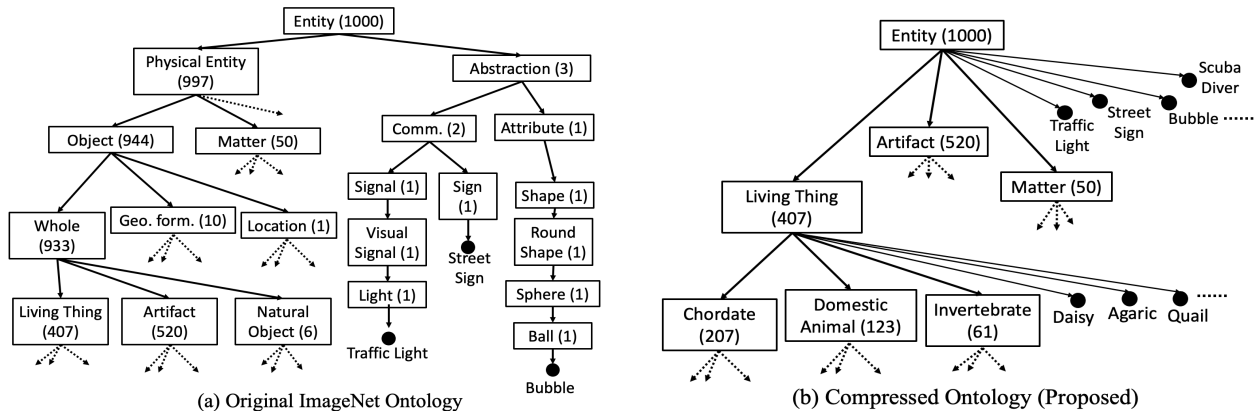 Entity (1000)
Physical Entity
(997)
Abstraction (3)
Object (944)
Matter (50)
Comm. (2)
Attribute (1)
Whole
(933)
Geo. form. (10)
Location (1)
Signal (1)
Sign
(1)
Shape (1)
Visual
Signal (1)
Street
Sign
Round
Shape (1)
Living Thing
(407)
Artifact
(520)
Natural
Object (6)
Light (1)
Sphere (1)
Traffic Light
Ball (1)
Bubble
(a) Original ImageNet Ontology
Entity (1000)
Scuba
Diver
Traffic
Light
Street
Sign
Bubble ......
Artifact (520)
Living Thing
(407)
Matter (50)
Chordate
(207)
Domestic
Animal (123)
Invertebrate
(61)
Daisy
Agaric
Quail
......
(b) Compressed Ontology (Proposed)